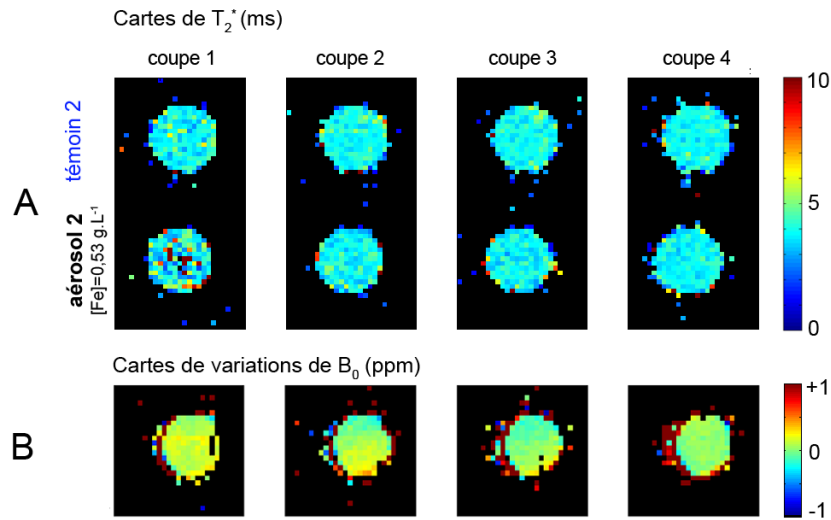 Cartes de T2* (ms)
coupe 1 coupe 2 coupe 3 coupe 4
témoin 2
A
aérosol 2
[Fe]=0,53 g.L-1
10
5
0
Cartes de variations de B0 (ppm)
B
+1
0
-1